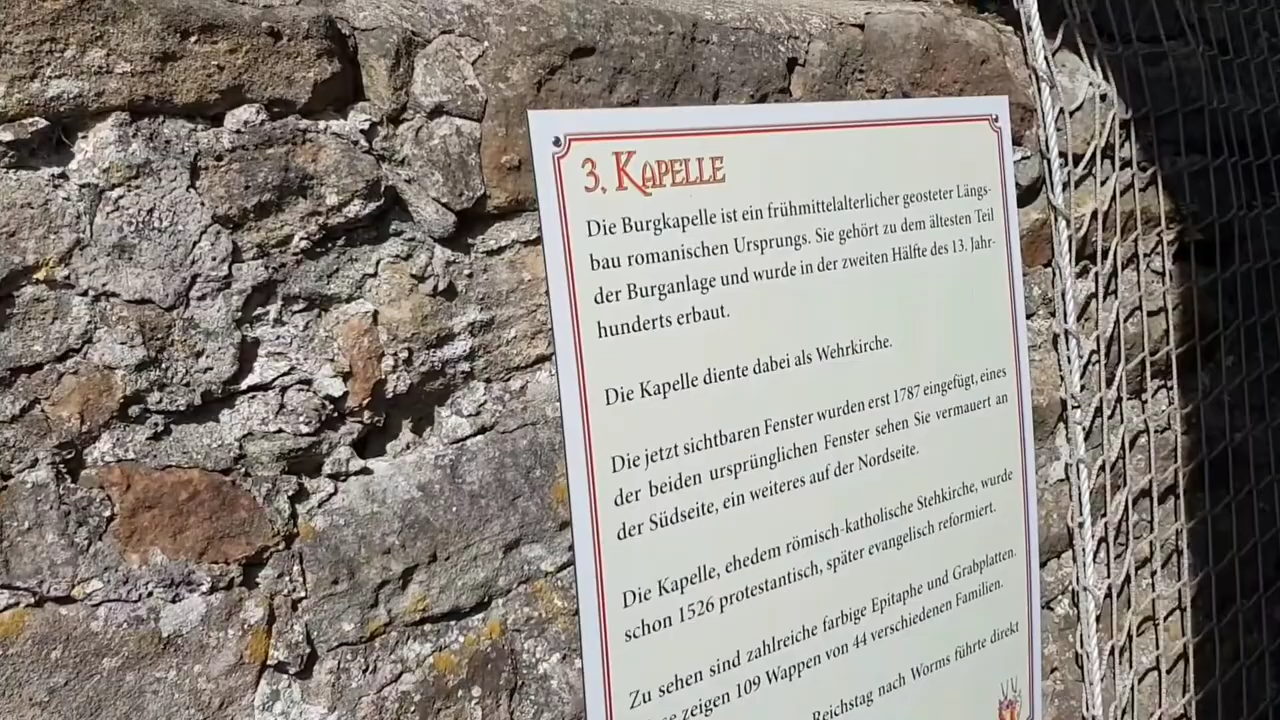 3. KAPELLE
Die Burgkapelle ist ein frühmittelalterlicher geosteter Längs-
bau romanischen Ursprungs. Sie gehört zu dem ältesten Teil
der Burganlage und wurde in der zweiten Hälfte des 13. Jahr-
hunderts erbaut.
Die Kapelle diente dabei als Wehrkirche.
Die jetzt sichtbaren Fenster wurden erst 1787 eingefügt, eines
der beiden ursprünglichen Fenster sehen Sie vermauert an
der Südseite, ein weiteres auf der Nordseite.
Die Kapelle, ehedem römisch-katholische Stehkirche, wurde
schon 1526 protestantisch, später evangelisch reformiert.
Zu sehen sind zahlreiche farbige Epitaphe und Grabplatten.
zeigen 109 Wappen von 44 verschiedenen Familien.
Reichstag nach Worms führte direkt